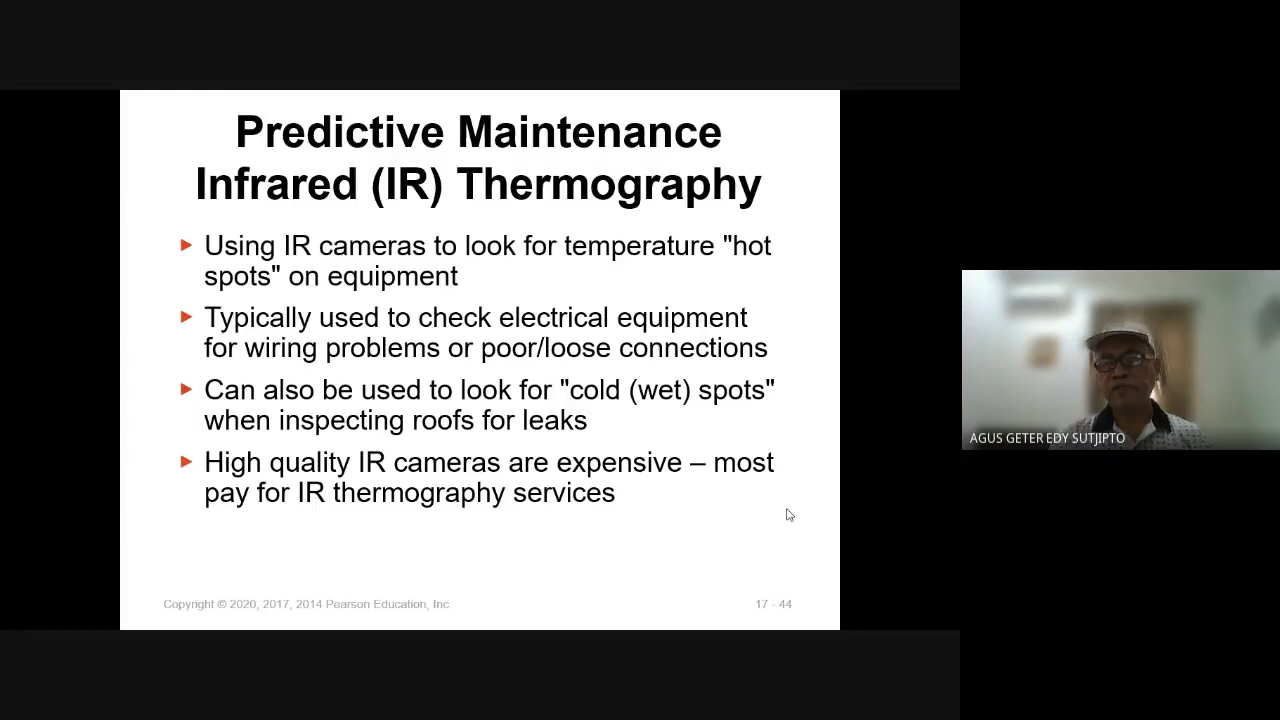 Predictive Maintenance
Infrared (IR) Thermography
Using IR cameras to look for temperature "hot
spots" on equipment
Typically used to check electrical equipment
for wiring problems or poor/loose connections
Can also be used to look for "cold (wet) spots"
when inspecting roofs for leaks
High quality IR cameras are expensive – most
pay for IR thermography services
Copyright © 2020, 2017, 2014 Pearson Education, Inc.
17 - 44
AGUS GETER EDY SUTJIPTO